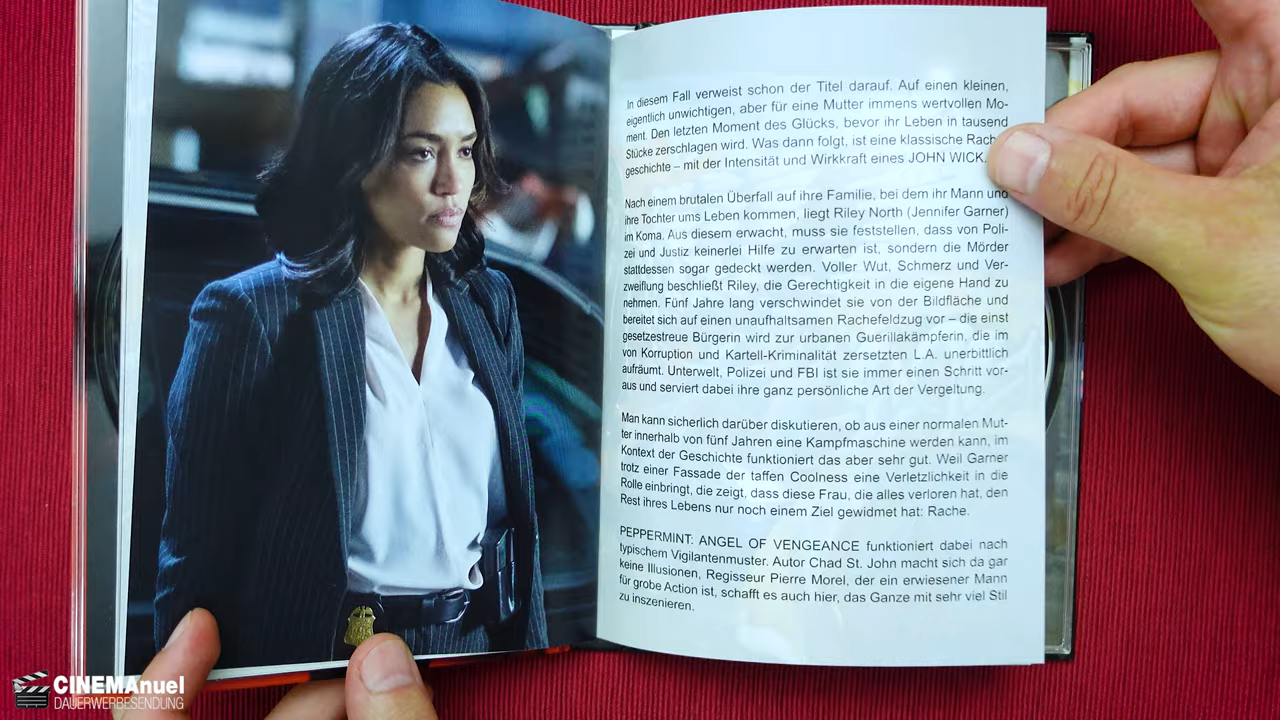 In diesem Fall verweist schon der Titel darauf. Auf einen kleinen,
eigentlich unwichtigen, aber für eine Mutter immens wertvollen Mo-
ment. Den letzten Moment des Glücks, bevor ihr Leben in tausend
Stücke zerschlagen wird. Was dann folgt, ist eine klassische Rache
geschichte – mit der Intensität und Wirkkraft eines JOHN WICK.
Nach einem brutalen Überfall auf ihre Familie, bei dem ihr Mann und
ihre Tochter ums Leben kommen, liegt Riley North (Jennifer Garner)
im Koma. Aus diesem erwacht, muss sie feststellen, dass von Poli-
zei und Justiz keinerlei Hilfe zu erwarten ist, sondern die Mörder
stattdessen sogar gedeckt werden. Voller Wut, Schmerz und Ver-
zweiflung beschließt Riley, die Gerechtigkeit in die eigene Hand zu
nehmen. Fünf Jahre lang verschwindet sie von der Bildfläche und
bereitet sich auf einen unaufhaltsamen Rachefeldzug vor – die einst
gesetzestreue Bürgerin wird zur urbanen Guerillakämpferin, die im
von Korruption und Kartell-Kriminalität zersetzten L.A. unerbittlich
aufräumt. Unterwelt, Polizei und FBI ist sie immer einen Schritt vor-
aus und serviert dabei ihre ganz persönliche Art der Vergeltung.
Man kann sicherlich darüber diskutieren, ob aus einer normalen Mut-
ter innerhalb von fünf Jahren eine Kampfmaschine werden kann, im
Kontext der Geschichte funktioniert das aber sehr gut. Weil Garner
trotz einer Fassade der taffen Coolness eine Verletzlichkeit in die
Rolle einbringt, die zeigt, dass diese Frau, die alles verloren hat, den
Rest ihres Lebens nur noch einem Ziel gewidmet hat: Rache.
PEPPERMINT: ANGEL OF VENGEANCE funktioniert dabei nach
typischem Vigilantenmuster. Autor Chad St. John macht sich da gar
keine Illusionen, Regisseur Pierre Morel, der ein erwiesener Mann
für grobe Action ist, schafft es auch hier, das Ganze mit sehr viel Stil
zu inszenieren.
CINEMAnuel
DAUERWERBESENDUNG